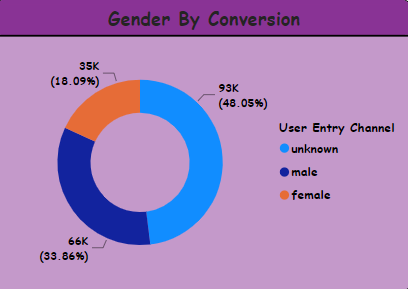 Gender By Conversion
35K
(18.09%)
93K
(48.05%)
User Entry Channel
unknown
male
female
66K
(33.86%)